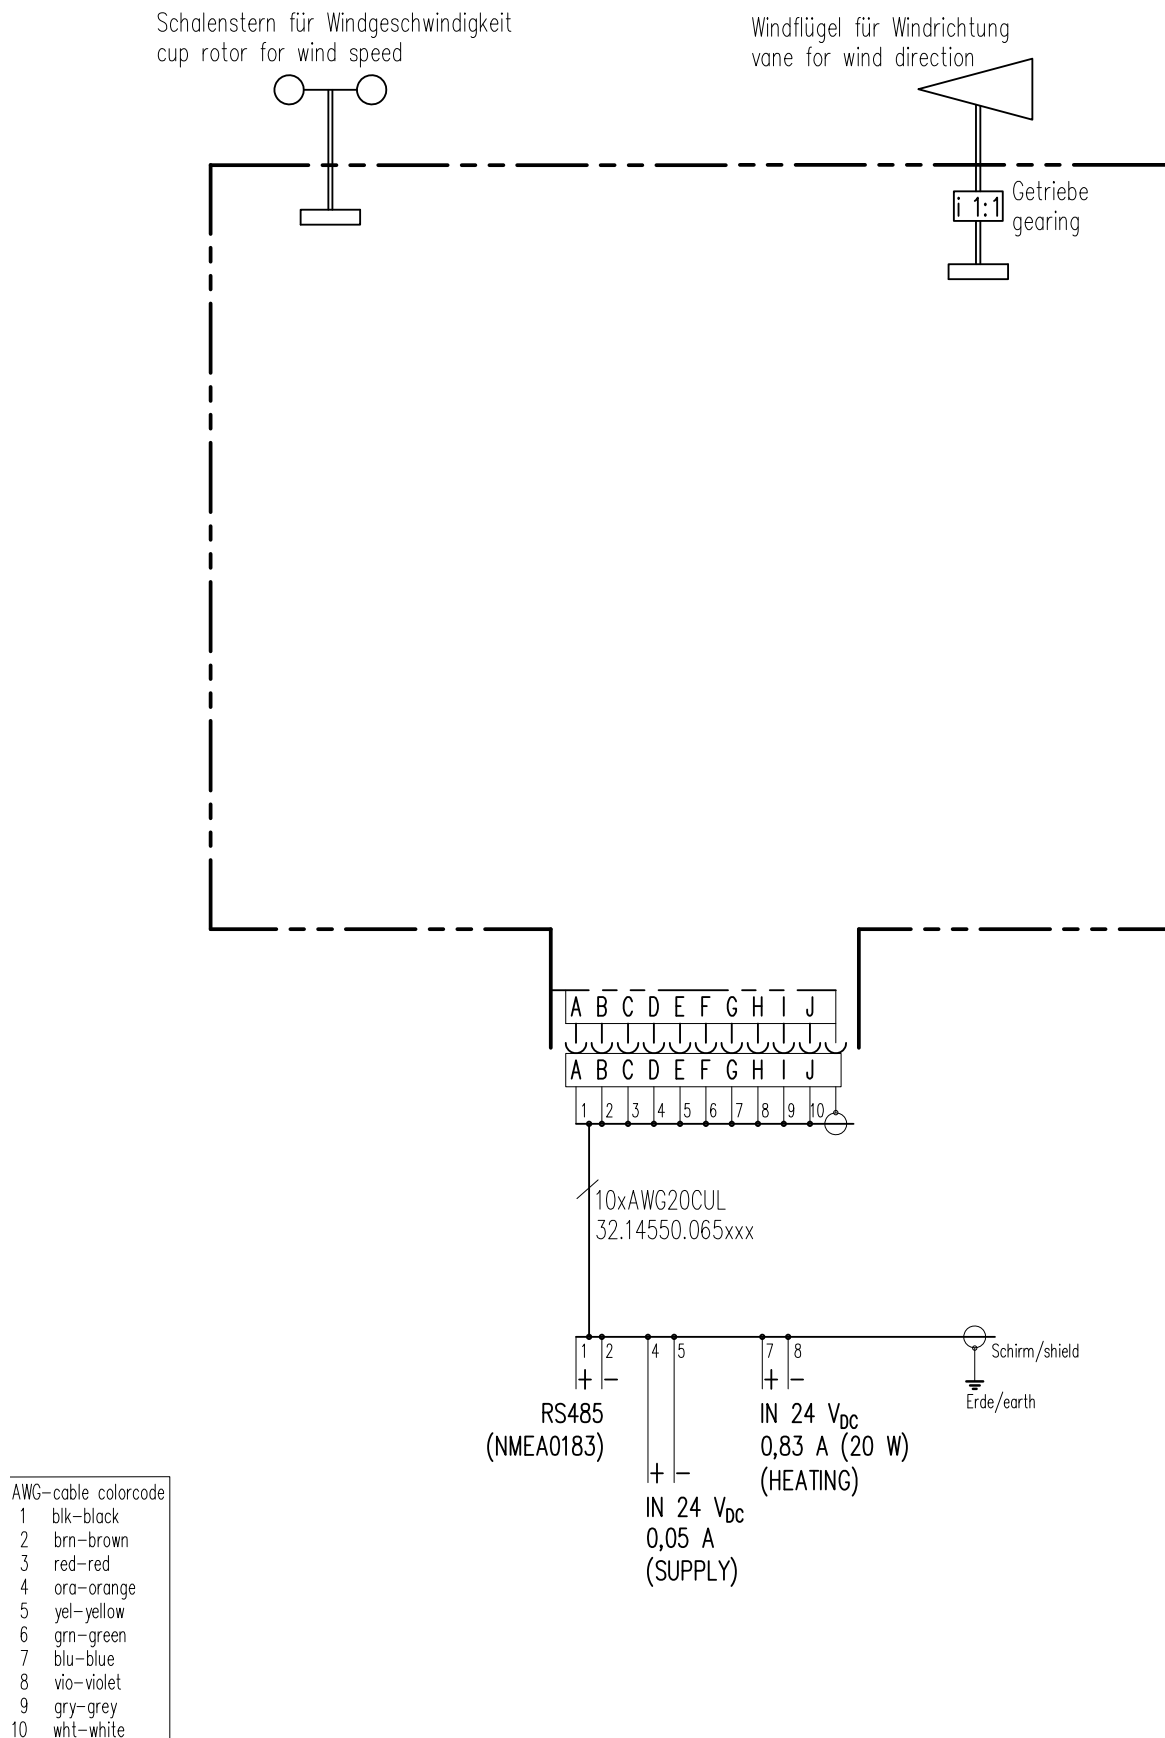 Schalenstern für Windgeschwindigkeit
cup rotor for wind speed
Windflügel für Windrichtung
vane for wind direction
i 1:1
Getriebe
gearing
A B C D E F G H I J
A B C D E F G H I J
1 2 3 4 5 6 7 8 9 10
10xAWG20CUL
32.14550.065xxx
1 2 4 5 7 8
Schirm/shield
+ − + −
Erde/earth
RS485
(NMEA0183)
IN 24 VDC
0,83 A (20 W)
(HEATING)
+ −
IN 24 VDC
0,05 A
(SUPPLY)
AWG-cable colorcode
1 blk-black
2 brn-brown
3 red-red
4 ora-orange
5 yel-yellow
6 grn-green
7 blu-blue
8 vio-violet
9 gry-grey
10 wht-white